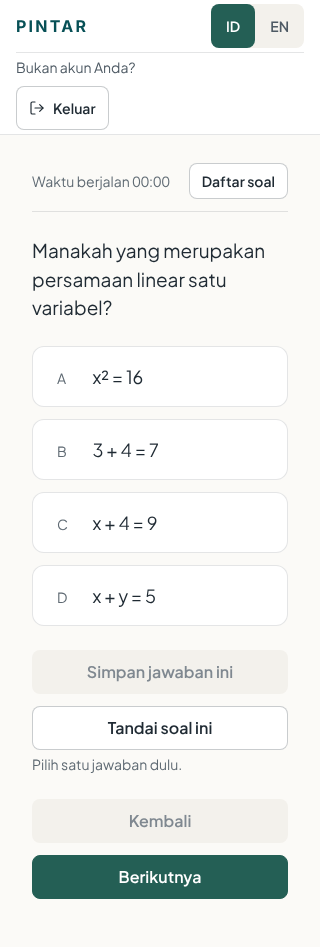 PINTAR
ID
EN
Bukan akun Anda?
Keluar
Waktu berjalan 00:00
Daftar soal
Manakah yang merupakan
persamaan linear satu
variabel?
A x² = 16
B 3 + 4 = 7
C x + 4 = 9
D x + y = 5
Simpan jawaban ini
Tandai soal ini
Pilih satu jawaban dulu.
Kembali
Berikutnya